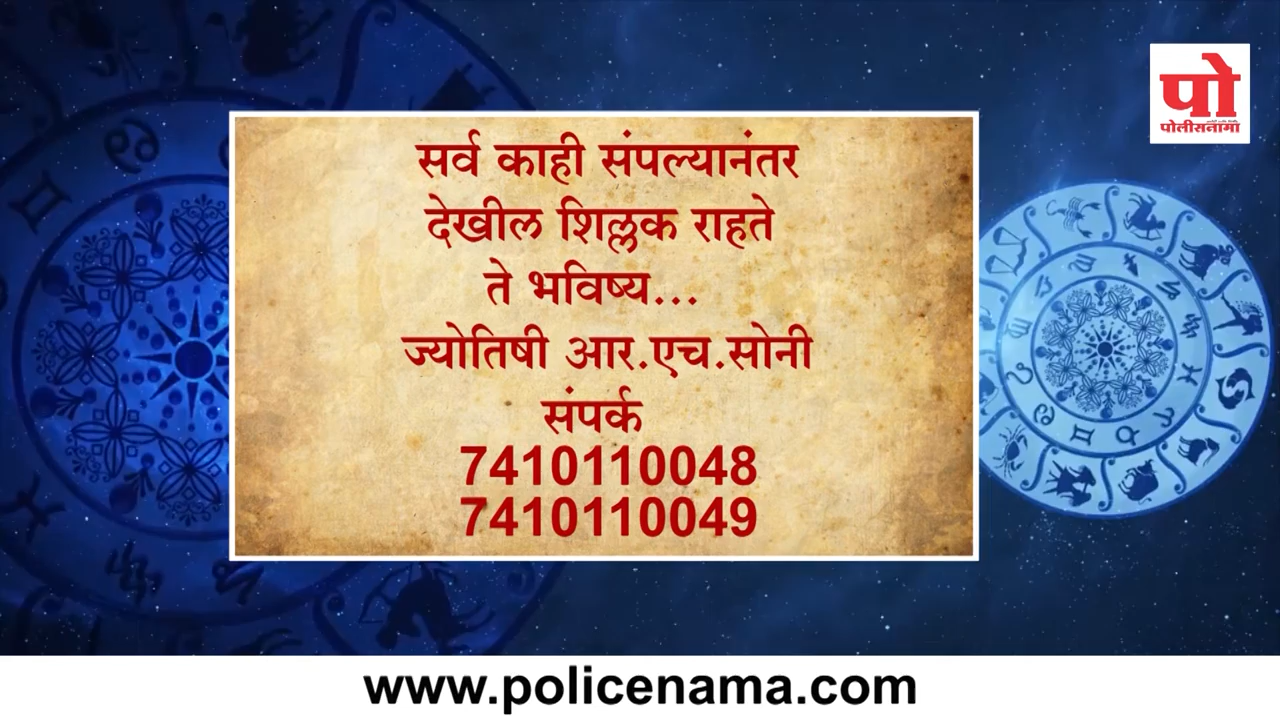 पो
पोलीसनामा
सर्व काही संपल्यानंतर
देखील शिल्लक राहते
ते भविष्य...
ज्योतिषी आर.एच.सोनी
संपर्क
7410110048
7410110049
www.policenama.com